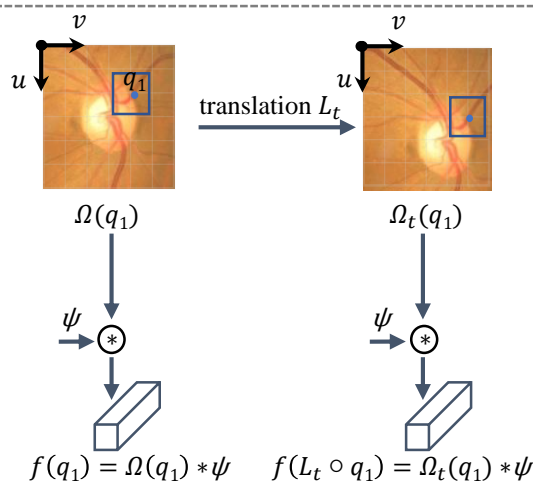 v v
u q₁ u
translation Lₜ
Ω(q₁) Ωₜ(q₁)
ψ * ψ *
f(q₁) = Ω(q₁) *ψ f(Lₜ ∘ q₁) = Ωₜ(q₁) *ψ